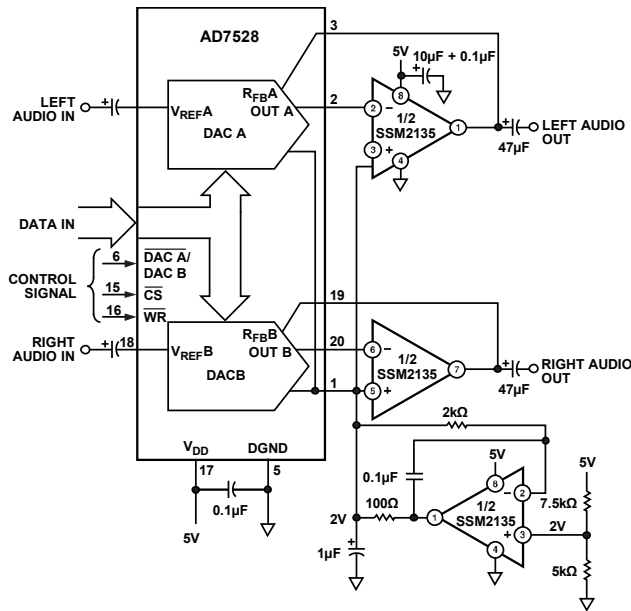 AD7528
3
5V
10µF + 0.1µF
+
8
LEFT
AUDIO IN
+
VREFA
RFBA
OUT A
DAC A
2
2
–
1/2
SSM2135
1
3
+
4
+
47µF
LEFT AUDIO
OUT
DATA IN
CONTROL
SIGNAL
6
DAC A/
DAC B
15
CS
16
WR
19
RIGHT
AUDIO IN
+
18
VREFB
RFBB
OUT B
DACB
20
6
–
1/2
SSM2135
7
1
5
+
+
47µF
RIGHT AUDIO
OUT
2kΩ
VDD
DGND
17
5
0.1µF
5V
0.1µF
5V
8
2
–
1/2
SSM2135
1
100Ω
2V
+
1µF
+
3
4
2V
5V
7.5kΩ
5kΩ